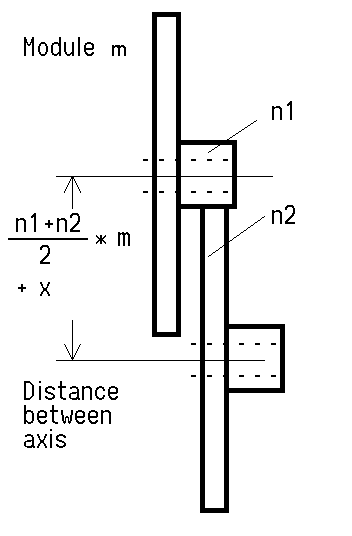 Module m
n1
n2
n1+n2
2
* m
+ x
Distance
between
axis